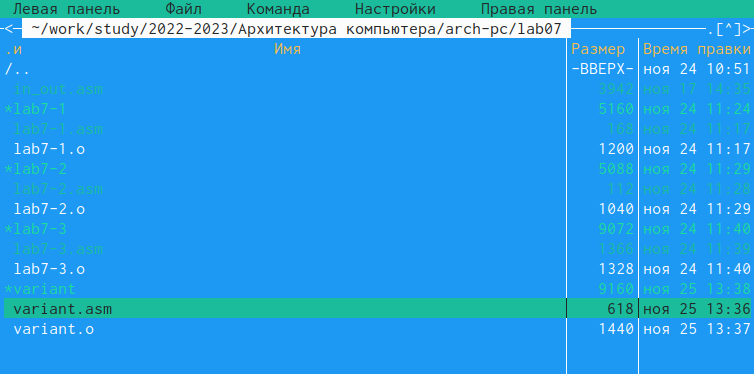 Левая панель Файл Команда Настройки Правая панель
<— ~/work/study/2022-2023/Архитектура компьютера/arch-pc/lab07 —.[^]>
.и Имя Размер Время правки
/.. -ВВЕРХ- ноя 24 10:51
in_out.asm 3942 ноя 17 14:35
*lab7-1 5160 ноя 24 11:24
lab7-1.asm 168 ноя 24 11:17
lab7-1.o 1200 ноя 24 11:17
*lab7-2 5088 ноя 24 11:29
lab7-2.asm 112 ноя 24 11:28
lab7-2.o 1040 ноя 24 11:29
*lab7-3 9072 ноя 24 11:40
lab7-3.asm 1366 ноя 24 11:39
lab7-3.o 1328 ноя 24 11:40
*variant 9160 ноя 25 13:38
variant.asm 618 ноя 25 13:36
variant.o 1440 ноя 25 13:37